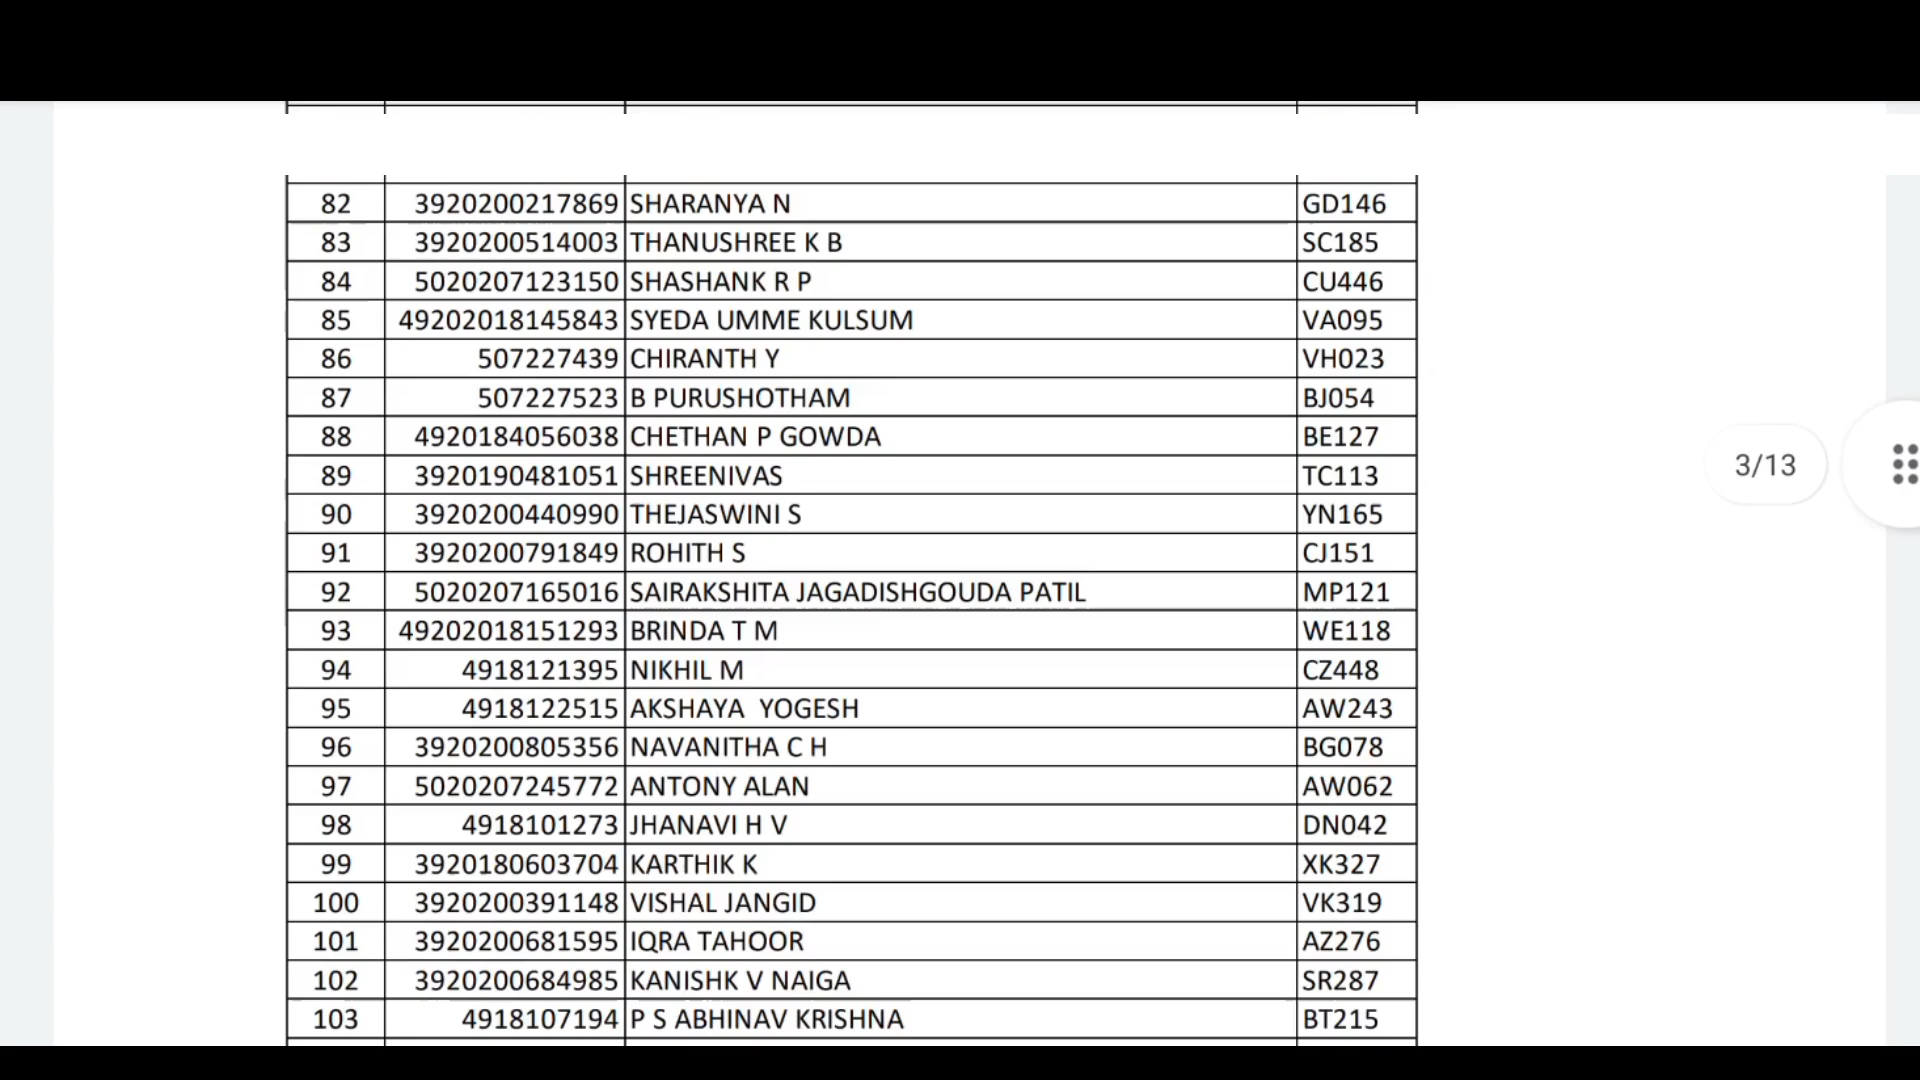 82 3920200217869 SHARANYA N GD146
83 3920200514003 THANUSHREE K B SC185
84 5020207123150 SHASHANK R P CU446
85 49202018145843 SYEDA UMME KULSUM VA095
86 507227439 CHIRANTH Y VH023
87 507227523 B PURUSHOTHAM BJ054
88 4920184056038 CHETHAN P GOWDA BE127
89 3920190481051 SHREENIVAS TC113
3/13
90 3920200440990 THEJASWINI S YN165
91 3920200791849 ROHITH S CJ151
92 5020207165016 SAIRAKSHITA JAGADISHGOUDA PATIL MP121
93 49202018151293 BRINDA T M WE118
94 4918121395 NIKHIL M CZ448
95 4918122515 AKSHAYA  YOGESH AW243
96 3920200805356 NAVANITHA C H BG078
97 5020207245772 ANTONY ALAN AW062
98 4918101273 JHANAVI H V DN042
99 3920180603704 KARTHIK K XK327
100 3920200391148 VISHAL JANGID VK319
101 3920200681595 IQRA TAHOOR AZ276
102 3920200684985 KANISHK V NAIGA SR287
103 4918107194 P S ABHINAV KRISHNA BT215